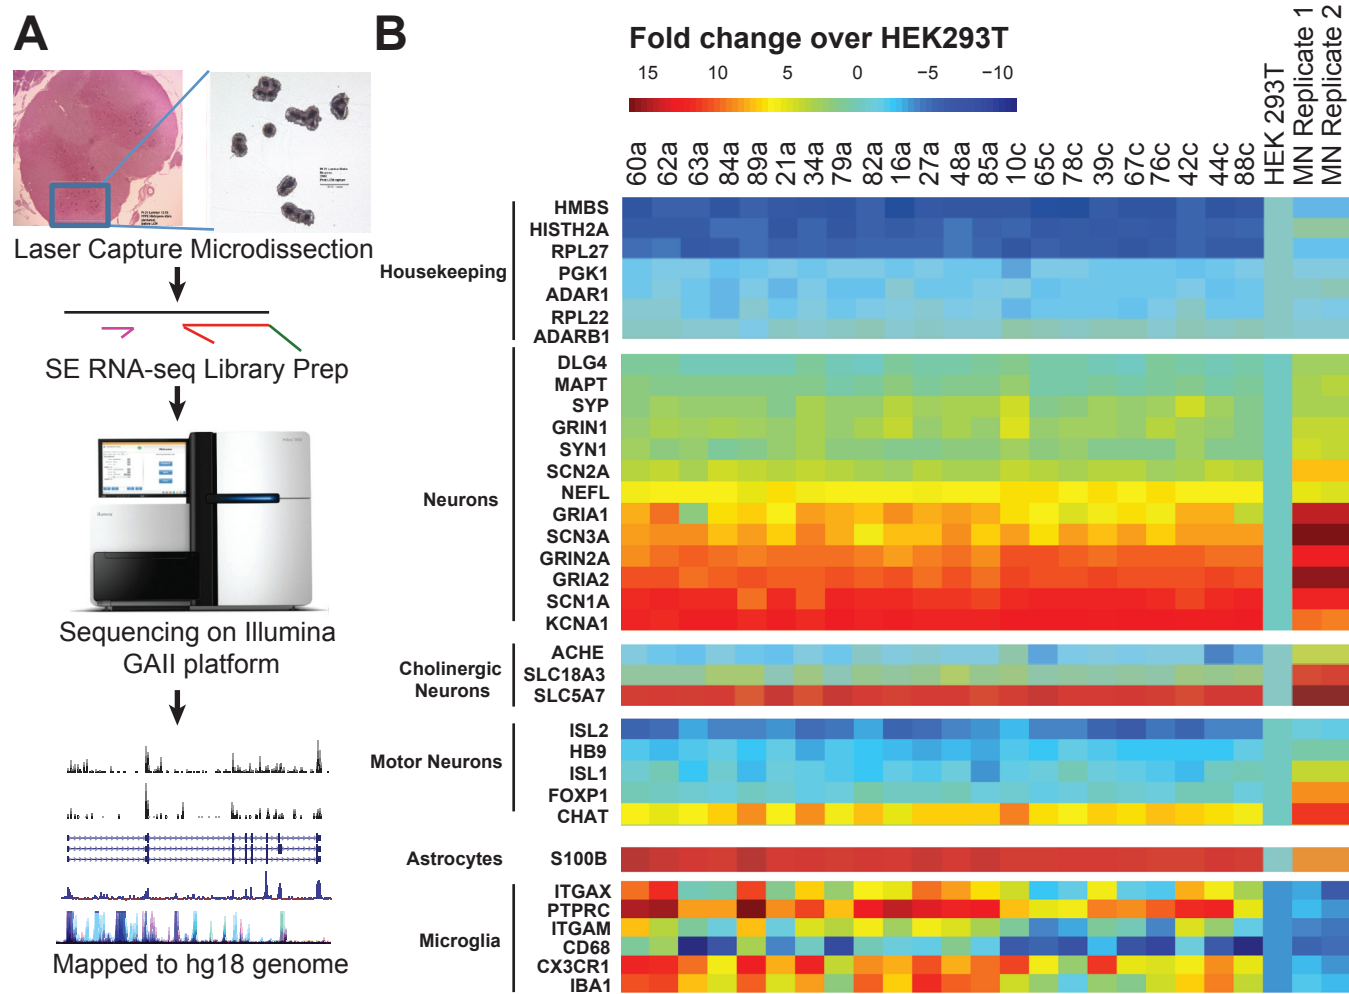 A
Laser Capture Microdissection
SE RNA-seq Library Prep
Sequencing on Illumina
GAII platform
Mapped to hg18 genome
B
Fold change over HEK293T
15 10 5 0 −5 −10
60a 62a 63a 84a 89a 21a 34a 79a 82a 16a 27a 48a 85a 10c 65c 78c 39c 67c 76c 42c 44c 88c HEK 293T MN Replicate 1 MN Replicate 2
Housekeeping
HMBS
HISTH2A
RPL27
PGK1
ADAR1
RPL22
ADARB1
Neurons
DLG4
MAPT
SYP
GRIN1
SYN1
SCN2A
NEFL
GRIA1
SCN3A
GRIN2A
GRIA2
SCN1A
KCNA1
Cholinergic
Neurons
ACHE
SLC18A3
SLC5A7
Motor Neurons
ISL2
HB9
ISL1
FOXP1
CHAT
Astrocytes
S100B
Microglia
ITGAX
PTPRC
ITGAM
CD68
CX3CR1
IBA1